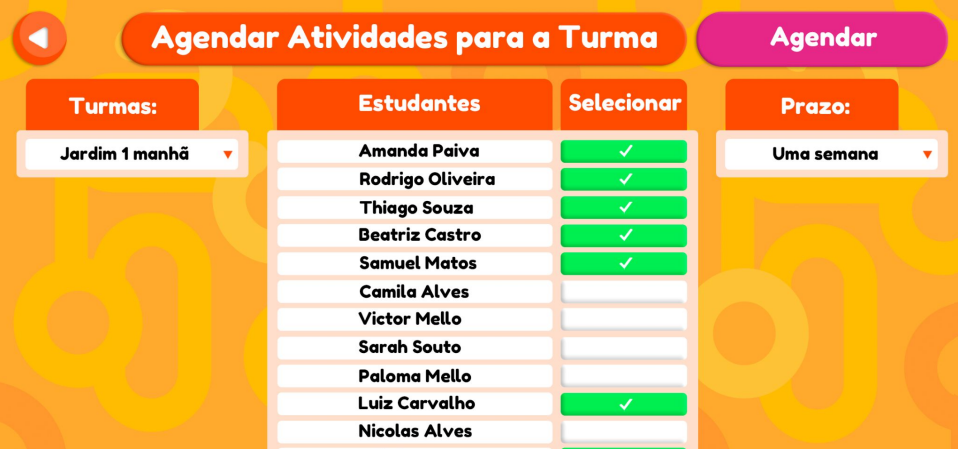 Agendar Atividades para a Turma
Agendar
Turmas:
Estudantes
Selecionar
Prazo:
Jardim 1 manhã
Uma semana
Amanda Paiva
Rodrigo Oliveira
Thiago Souza
Beatriz Castro
Samuel Matos
Camila Alves
Victor Mello
Sarah Souto
Paloma Mello
Luiz Carvalho
Nicolas Alves